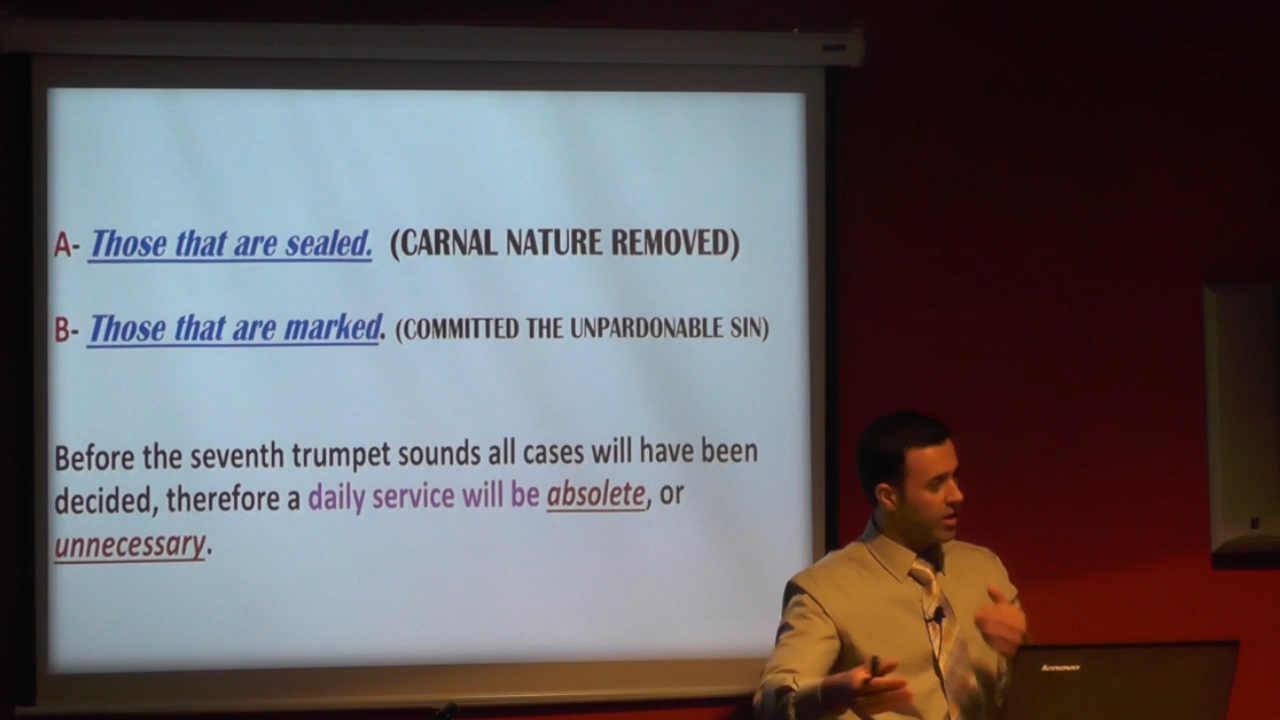 A- Those that are sealed. (CARNAL NATURE REMOVED)
B- Those that are marked. (COMMITTED THE UNPARDONABLE SIN)
Before the seventh trumpet sounds all cases will have been
decided, therefore a daily service will be absolete, or
unnecessary.
lenovo